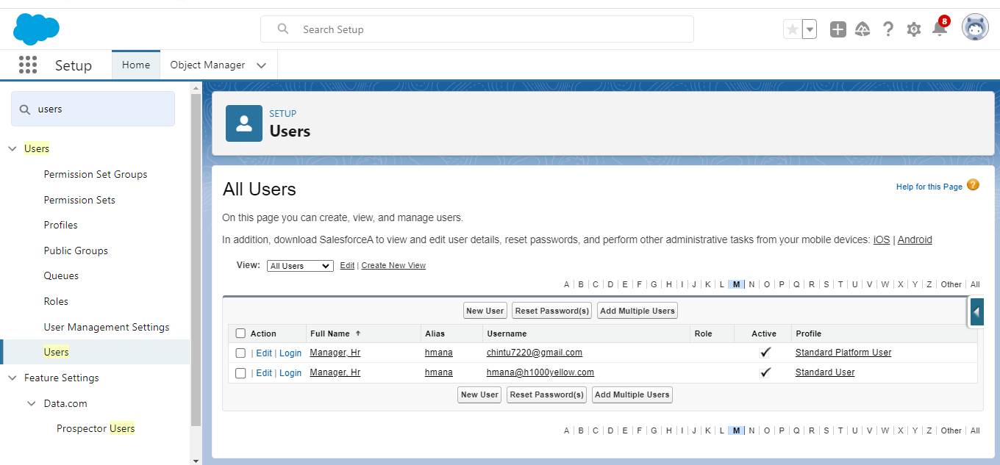 Search Setup
8
Setup
Home
Object Manager
users
Users
Permission Set Groups
Permission Sets
Profiles
Public Groups
Queues
Roles
User Management Settings
Users
Feature Settings
Data.com
Prospector Users
SETUP
Users
All Users
Help for this Page ?
On this page you can create, view, and manage users.
In addition, download SalesforceA to view and edit user details, reset passwords, and perform other administrative tasks from your mobile devices: iOS | Android
View: All Users Edit | Create New View
A | B | C | D | E | F | G | H | I | J | K | L | M | N | O | P | Q | R | S | T | U | V | W | X | Y | Z | Other | All
New User Reset Password(s) Add Multiple Users
Action Full Name ↑ Alias Username Role Active Profile
| Edit | Login Manager, Hr hmana chintu7220@gmail.com ✓ Standard Platform User
| Edit | Login Manager, Hr hmana hmana@h1000yellow.com ✓ Standard User
New User Reset Password(s) Add Multiple Users
A | B | C | D | E | F | G | H | I | J | K | L | M | N | O | P | Q | R | S | T | U | V | W | X | Y | Z | Other | All